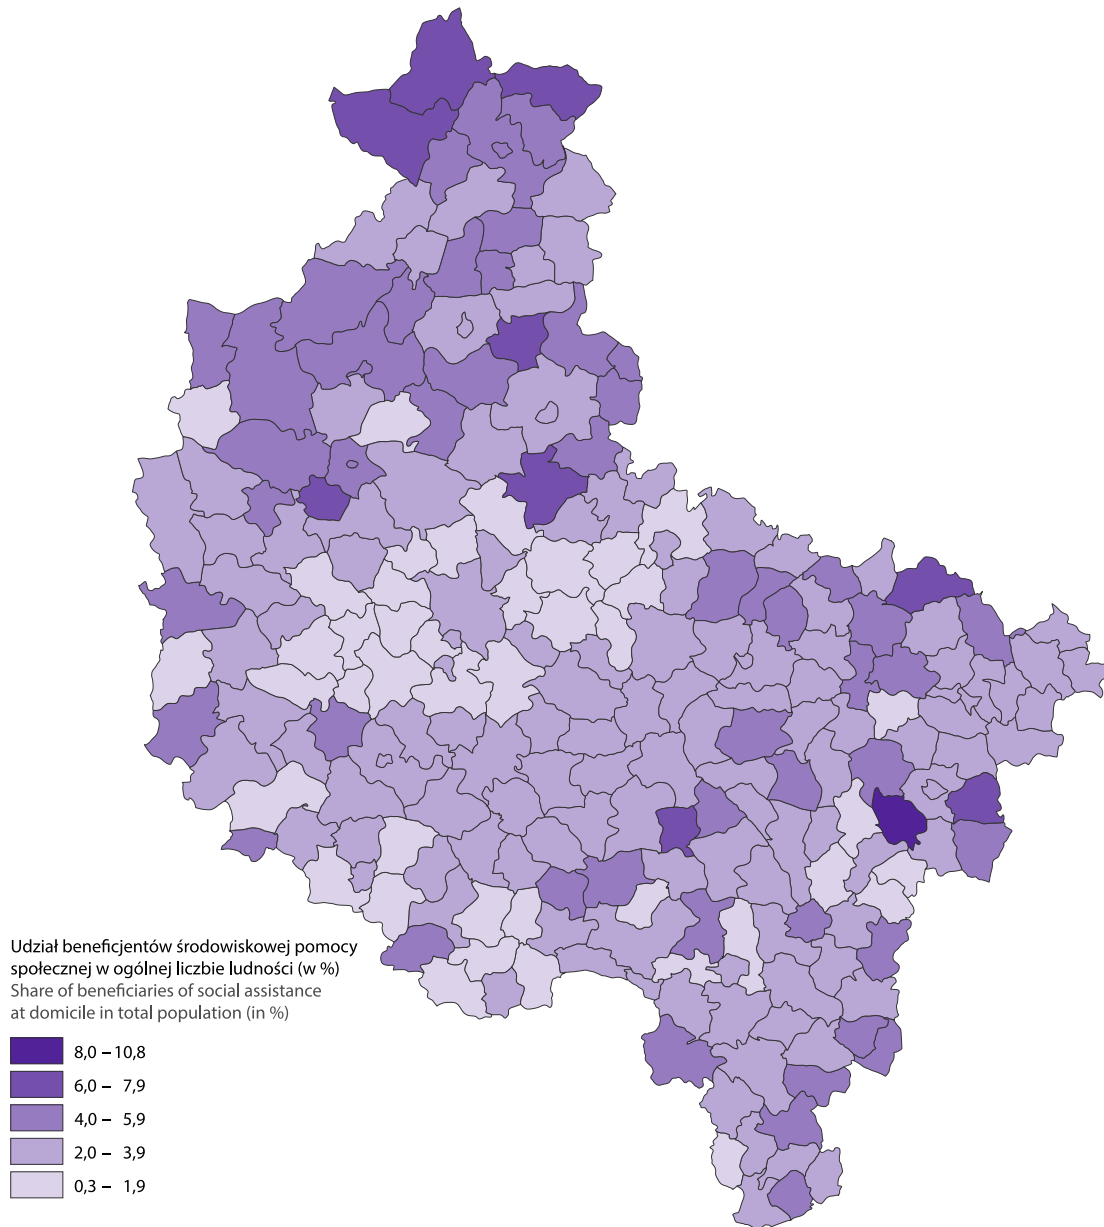 Udział beneficjentów środowiskowej pomocy
społecznej w ogólnej liczbie ludności (w %)
Share of beneficiaries of social assistance
at domicile in total population (in %)
8,0 – 10,8
6,0 – 7,9
4,0 – 5,9
2,0 – 3,9
0,3 – 1,9